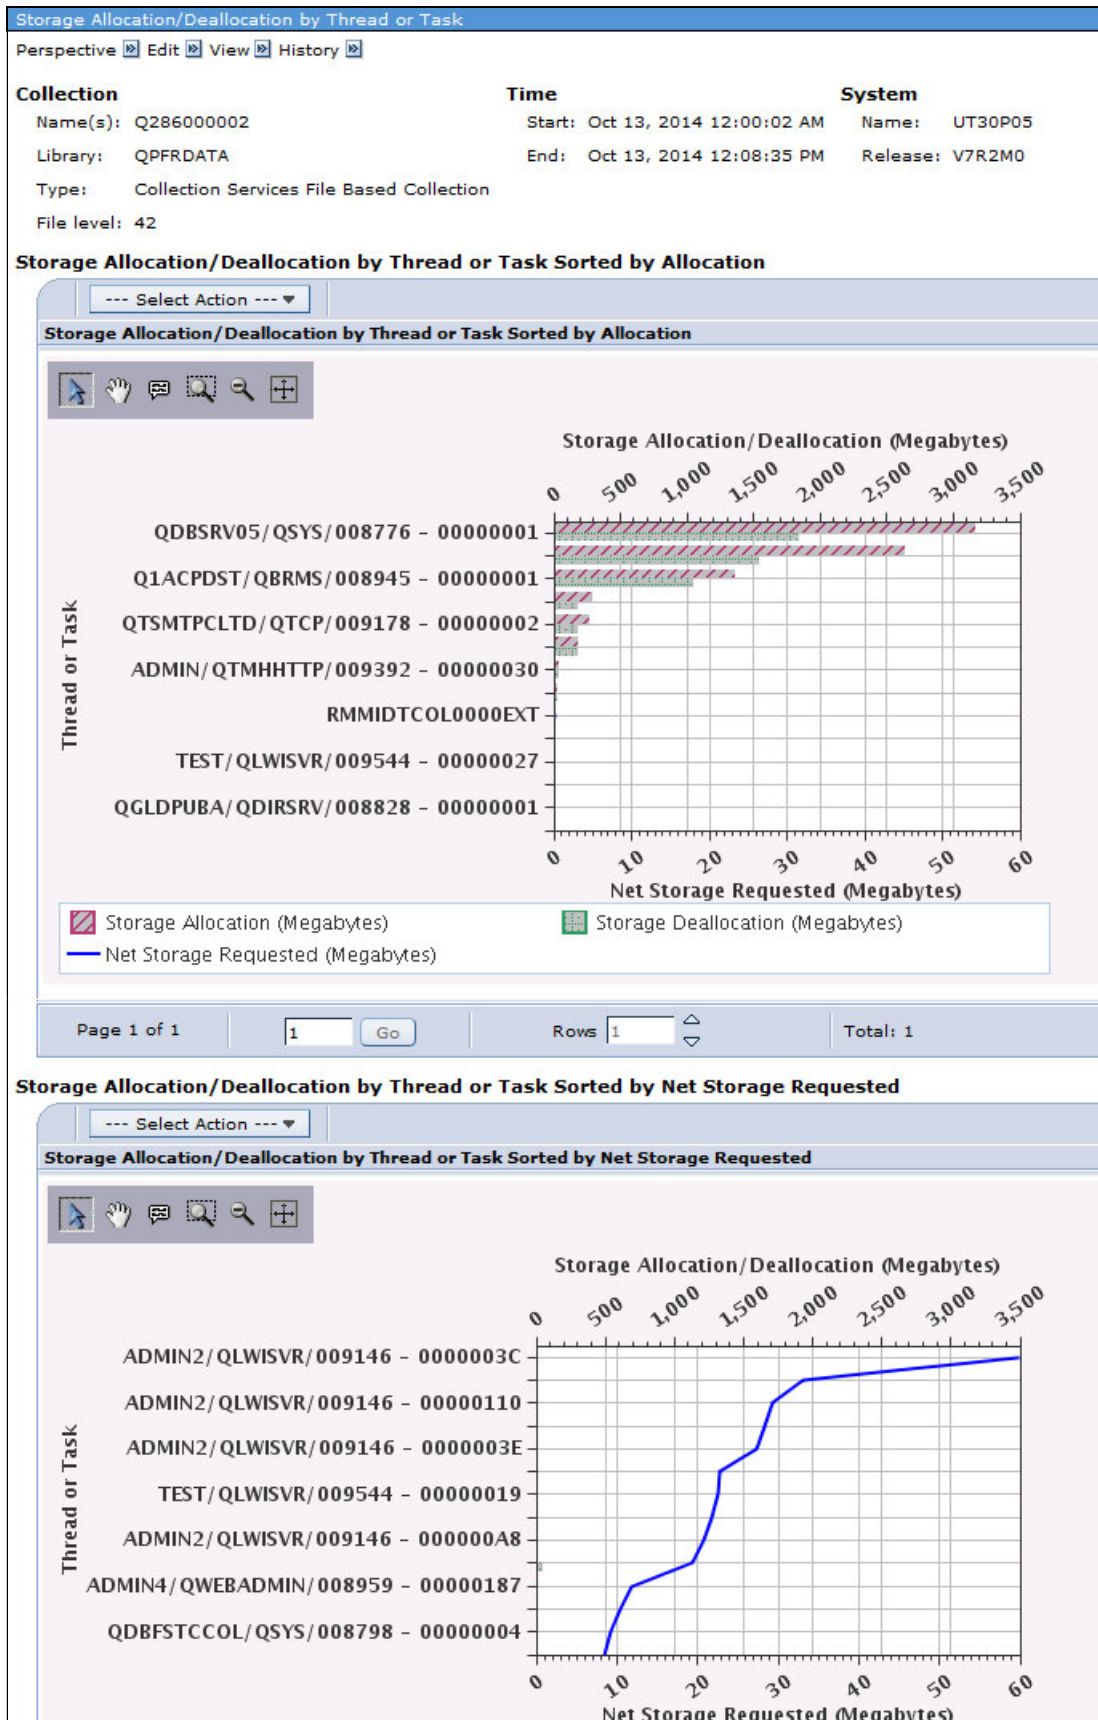 Storage Allocation/Deallocation by Thread or Task
Perspective Edit View History
Collection Time System
Name(s): Q286000002 Start: Oct 13, 2014 12:00:02 AM Name: UT30P05
Library: QPFRDATA End: Oct 13, 2014 12:08:35 PM Release: V7R2M0
Type: Collection Services File Based Collection
File level: 42
Storage Allocation/Deallocation by Thread or Task Sorted by Allocation
--- Select Action ---
Storage Allocation/Deallocation by Thread or Task Sorted by Allocation
Storage Allocation/Deallocation (Megabytes)
0 500 1,000 1,500 2,000 2,500 3,000 3,500
Thread or Task
QDBSRV05/QSYS/008776 - 00000001
Q1ACPDST/QBRMS/008945 - 00000001
QTSMTPCLTD/QTCP/009178 - 00000002
ADMIN/QTMHHTTP/009392 - 00000030
RMMIDTCOL0000EXT
TEST/QLWISVR/009544 - 00000027
QGLDPUBA/QDIRSRV/008828 - 00000001
0 10 20 30 40 50 60
Net Storage Requested (Megabytes)
Storage Allocation (Megabytes) Storage Deallocation (Megabytes)
Net Storage Requested (Megabytes)
Page 1 of 1 1 Go Rows 1 Total: 1
Storage Allocation/Deallocation by Thread or Task Sorted by Net Storage Requested
--- Select Action ---
Storage Allocation/Deallocation by Thread or Task Sorted by Net Storage Requested
Storage Allocation/Deallocation (Megabytes)
0 500 1,000 1,500 2,000 2,500 3,000 3,500
Thread or Task
ADMIN2/QLWISVR/009146 - 0000003C
ADMIN2/QLWISVR/009146 - 00000110
ADMIN2/QLWISVR/009146 - 0000003E
TEST/QLWISVR/009544 - 00000019
ADMIN2/QLWISVR/009146 - 000000A8
ADMIN4/QWEBADMIN/008959 - 00000187
QDBFSTCCOL/QSYS/008798 - 00000004
0 10 20 30 40 50 60
Net Storage Requested (Megabytes)